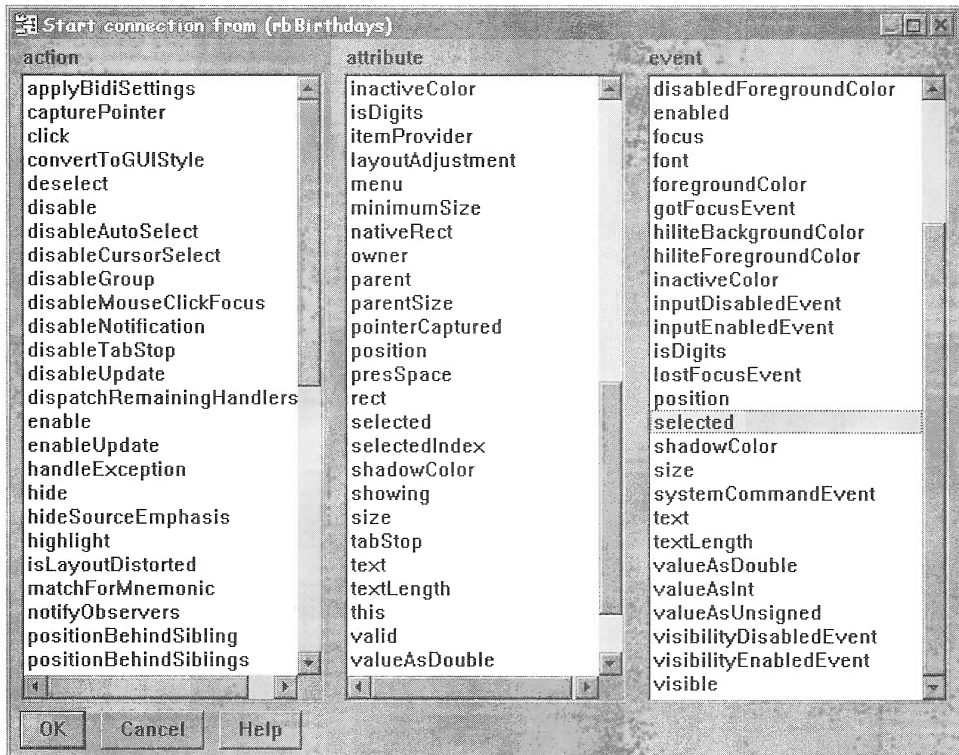 Start connection from (rbBirthdays)
action
applyBidiSettings
capturePointer
click
convertToGUIStyle
deselect
disable
disableAutoSelect
disableCursorSelect
disableGroup
disableMouseClickFocus
disableNotification
disableTabStop
disableUpdate
dispatchRemainingHandlers
enable
enableUpdate
handleException
hide
hideSourceEmphasis
highlight
isLayoutDistorted
matchForMnemonic
notifyObservers
positionBehindSibling
positionBehindSibiings
attribute
inactiveColor
isDigits
itemProvider
layoutAdjustment
menu
minimumSize
nativeRect
owner
parent
parentSize
pointerCaptured
position
presSpace
rect
selected
selectedIndex
shadowColor
showing
size
tabStop
text
textLength
this
valid
valueAsDouble
event
disabledForegroundColor
enabled
focus
font
foregroundColor
gotFocusEvent
hiliteBackgroundColor
hiliteForegroundColor
inactiveColor
inputDisabledEvent
inputEnabledEvent
isDigits
lostFocusEvent
position
selected
shadowColor
size
systemCommandEvent
text
textLength
valueAsDouble
valueAsInt
valueAsUnsigned
visibilityDisabledEvent
visibilityEnabledEvent
visible
OK Cancel Help